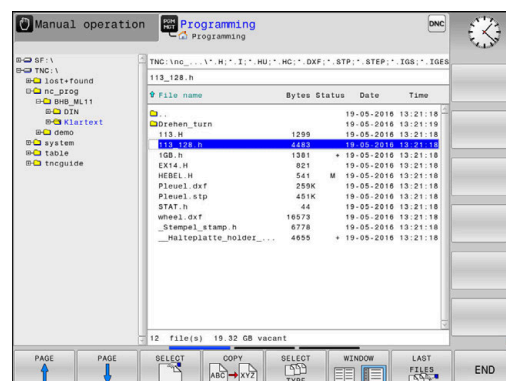 Manual operation
PGM MGT
Programming
Programming
DNC
SF:\
TNC:\
lost+found
nc_prog
BHB_ML11
DIN
Klartext
demo
system
table
tncguide
TNC:\nc_...\*.H;*.I;*.HU;*.HC;*.DXF;*.STP;*.STEP;*.IGS;*.IGES
113_128.h
File name Bytes Status Date Time
.. 19-05-2016 13:21:18
Drehen_turn 19-05-2016 13:21:19
113.H 1299 19-05-2016 13:21:18
113_128.h 4483 19-05-2016 13:21:18
1GB.h 1381 + 19-05-2016 13:21:18
EX14.H 821 19-05-2016 13:21:18
HEBEL.H 541 M 19-05-2016 13:21:18
Pleuel.dxf 259K 19-05-2016 13:21:18
Pleuel.stp 451K 19-05-2016 13:21:18
STAT.h 44 19-05-2016 13:21:18
wheel.dxf 16573 19-05-2016 13:21:18
_Stempel_stamp.h 6778 19-05-2016 13:21:18
__Halteplatte_holder_... 4655 + 19-05-2016 13:21:18
12 file(s) 19.32 GB vacant
PAGE
PAGE
SELECT
COPY
ABC XYZ
SELECT
TYPE
WINDOW
LAST
FILES
END